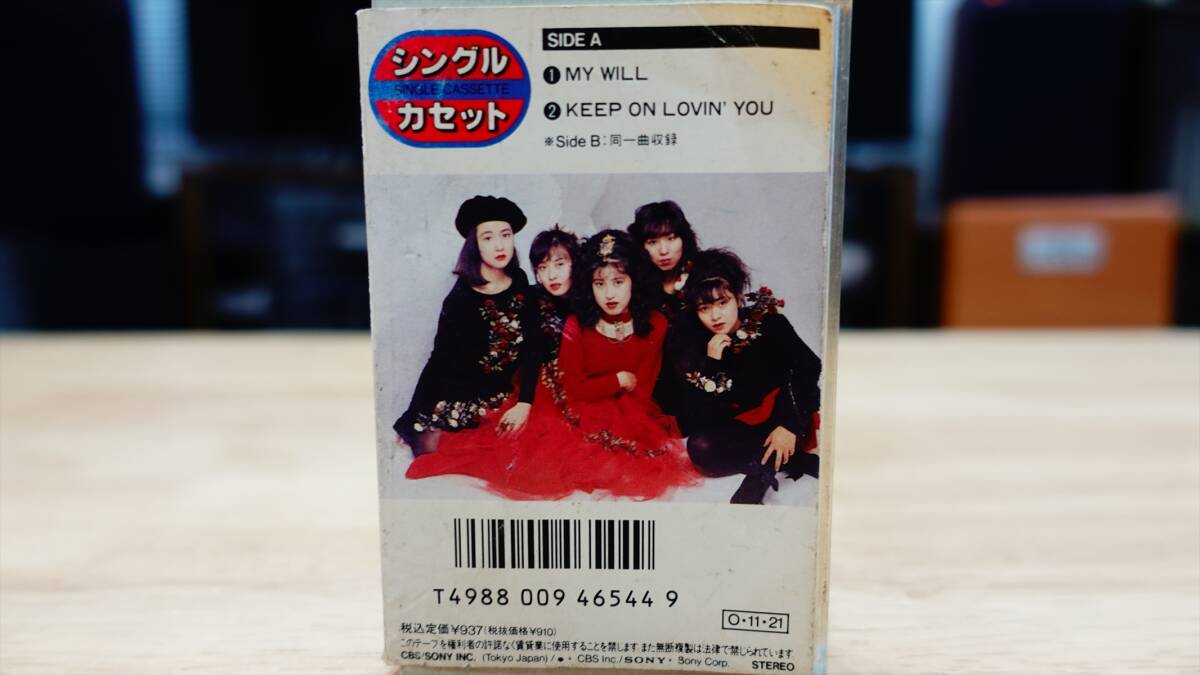 シングル
SINGLE CASSETTE
カセット
SIDE A
❶ MY WILL
❷ KEEP ON LOVIN' YOU
※Side B:同一曲収録
T4988 009 46544 9
O・11・21
税込定価¥937(税抜価格¥910)
このテープを権利者の許諾なく賃貸業に使用することを禁じます。また無断複製は法律で禁じられています。
CBS/SONY INC. (Tokyo Japan)/●・CBS Inc./SONY・Sony Corp.
STEREO